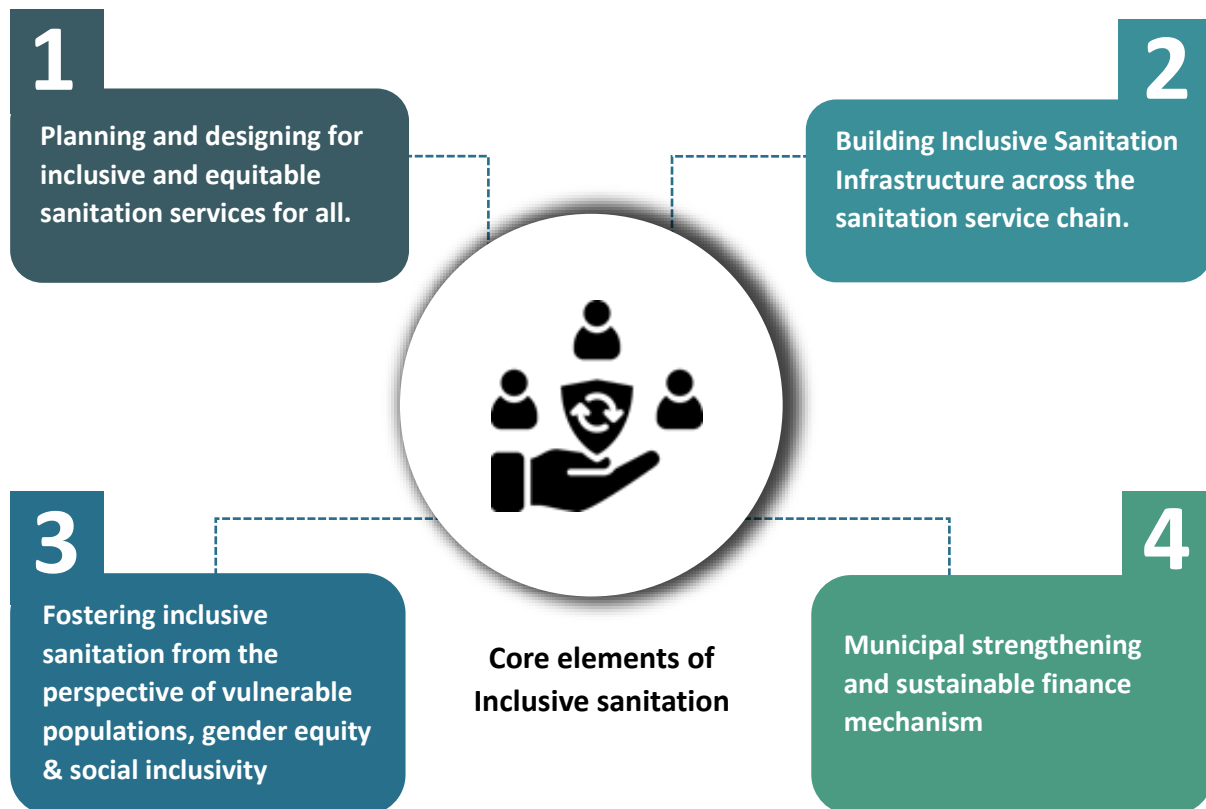 1
Planning and designing for
inclusive and equitable
sanitation services for all.
2
Building Inclusive Sanitation
Infrastructure across the
sanitation service chain.
3
Fostering inclusive
sanitation from the
perspective of vulnerable
populations, gender equity
& social inclusivity
Core elements of
Inclusive sanitation
4
Municipal strengthening
and sustainable finance
mechanism